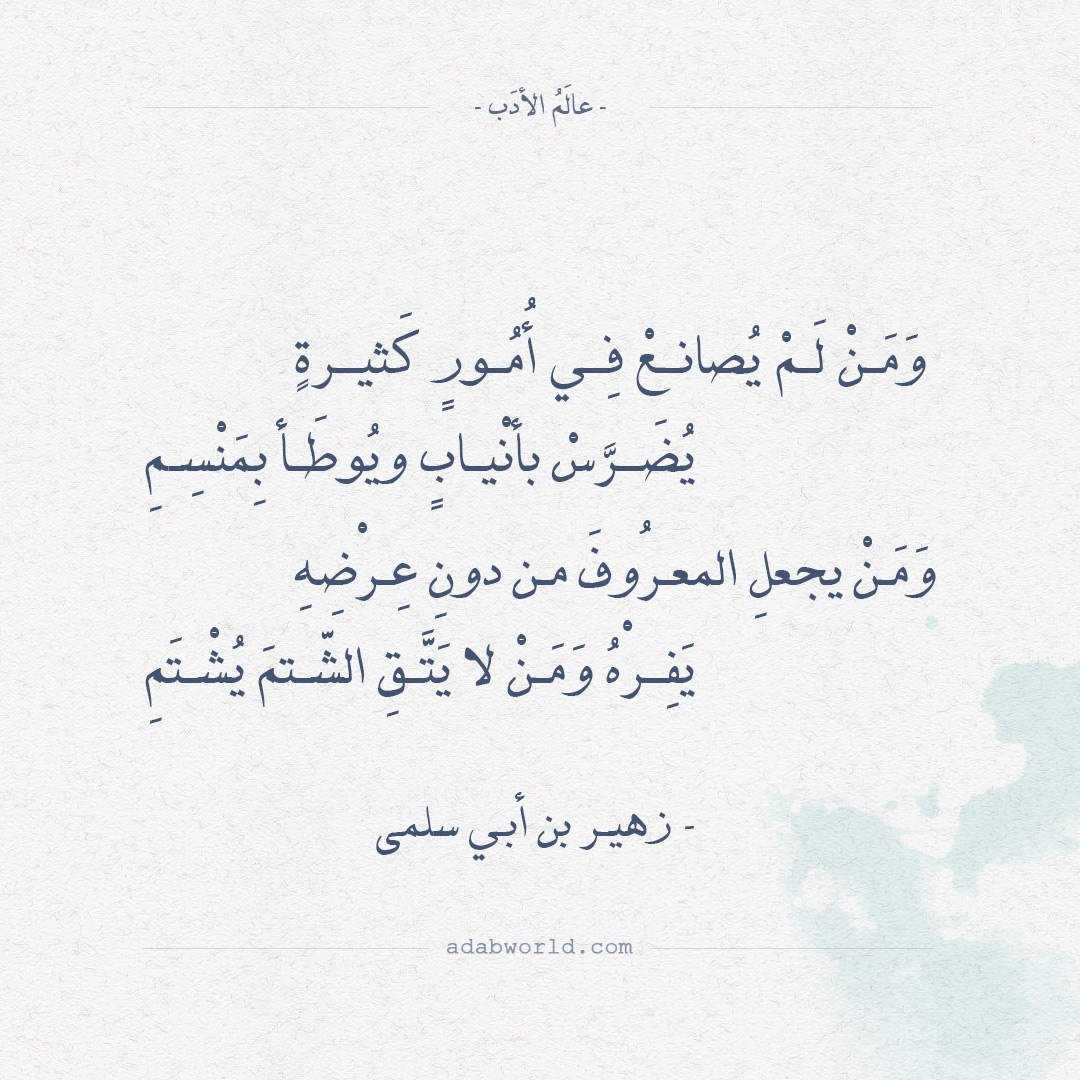 - عالَمُ الأدَب -
وَمَنْ لَمْ يُصانعْ فِي أُمُورٍ كَثيرةٍ
يُضَرَّسْ بأنْيابٍ ويُوطَأ بِمَنْسِمِ
وَمَنْ يجعلِ المعرُوفَ من دونِ عِرْضِهِ
يَفِرْهُ وَمَنْ لا يَتَّقِ الشّتمَ يُشْتَمِ
- زهير بن أبي سلمى
adabworld.com